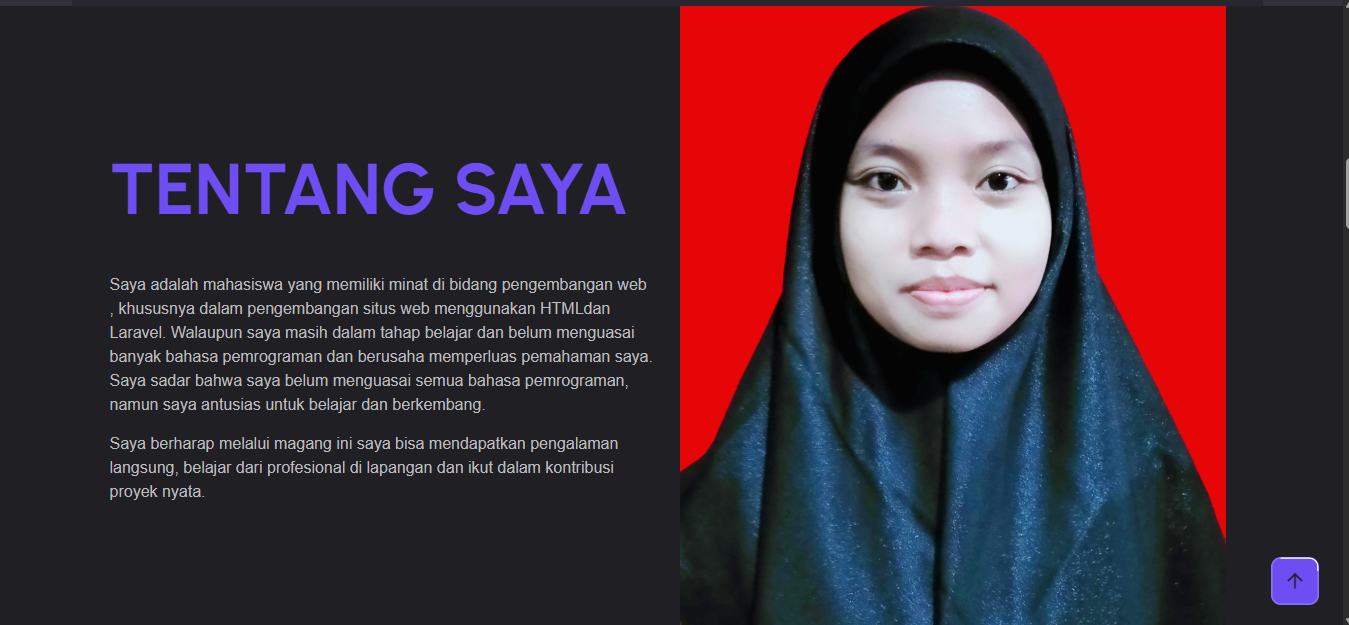 TENTANG SAYA
Saya adalah mahasiswa yang memiliki minat di bidang pengembangan web
, khususnya dalam pengembangan situs web menggunakan HTMLdan
Laravel. Walaupun saya masih dalam tahap belajar dan belum menguasai
banyak bahasa pemrograman dan berusaha memperluas pemahaman saya.
Saya sadar bahwa saya belum menguasai semua bahasa pemrograman,
namun saya antusias untuk belajar dan berkembang.
Saya berharap melalui magang ini saya bisa mendapatkan pengalaman
langsung, belajar dari profesional di lapangan dan ikut dalam kontribusi
proyek nyata.